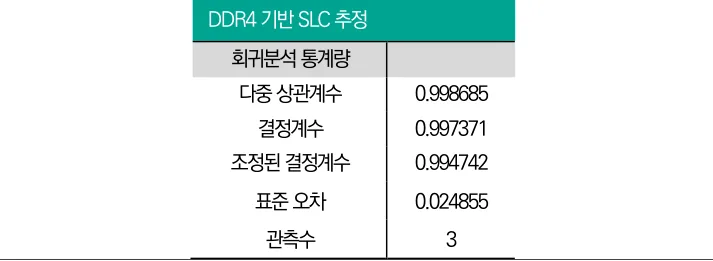 DDR4 기반 SLC 추정
회귀분석 통계량
다중 상관계수 0.998685
결정계수 0.997371
조정된 결정계수 0.994742
표준 오차 0.024855
관측수 3